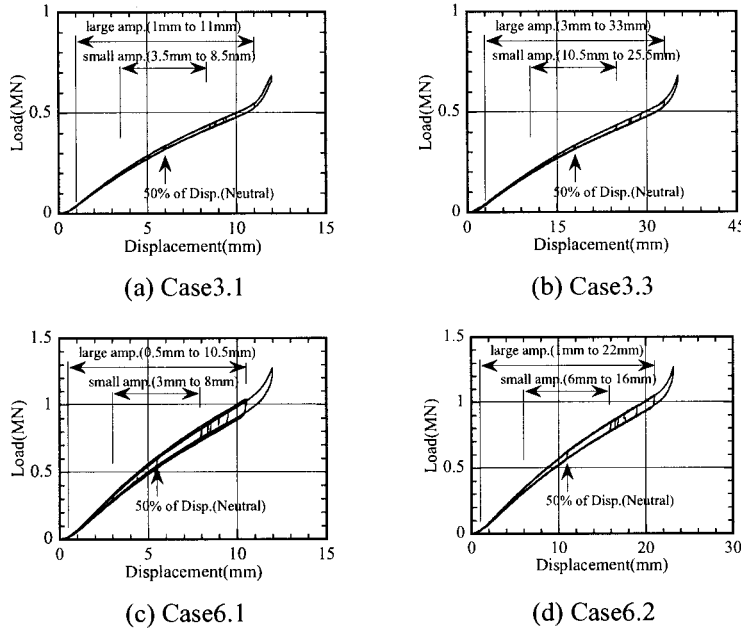 large amp.(1mm to 11mm)
small amp.(3.5mm to 8.5mm)
50% of Disp.(Neutral)
Load(MN)
0
0.5
1
0
5
10
15
Displacement(mm)
(a) Case3.1
large amp.(3mm to 33mm)
small amp.(10.5mm to 25.5mm)
50% of Disp.(Neutral)
Load(MN)
0
0.5
1
0
15
30
45
Displacement(mm)
(b) Case3.3
large amp.(0.5mm to 10.5mm)
small amp.(3mm to 8mm)
50% of Disp.(Neutral)
Load(MN)
0
0.5
1
1.5
0
5
10
15
Displacement(mm)
(c) Case6.1
large amp.(1mm to 22mm)
small amp.(6mm to 16mm)
50% of Disp.(Neutral)
Load(MN)
0
0.5
1
1.5
0
10
20
30
Displacement(mm)
(d) Case6.2